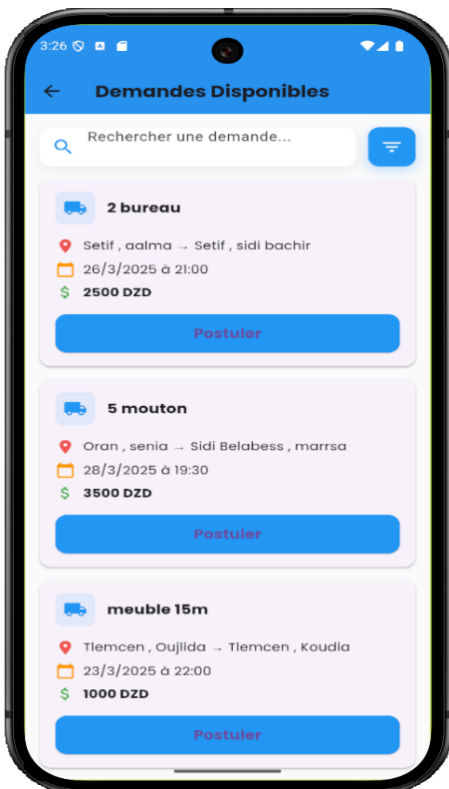 3:26
Demandes Disponibles
Rechercher une demande...
2 bureau
Setif , aalma → Setif , sidi bachir
26/3/2025 à 21:00
$ 2500 DZD
Postuler
5 mouton
Oran , senia → Sidi Belabess , marrsa
28/3/2025 à 19:30
$ 3500 DZD
Postuler
meuble 15m
Tlemcen , Oujlida → Tlemcen , Koudia
23/3/2025 à 22:00
$ 1000 DZD
Postuler